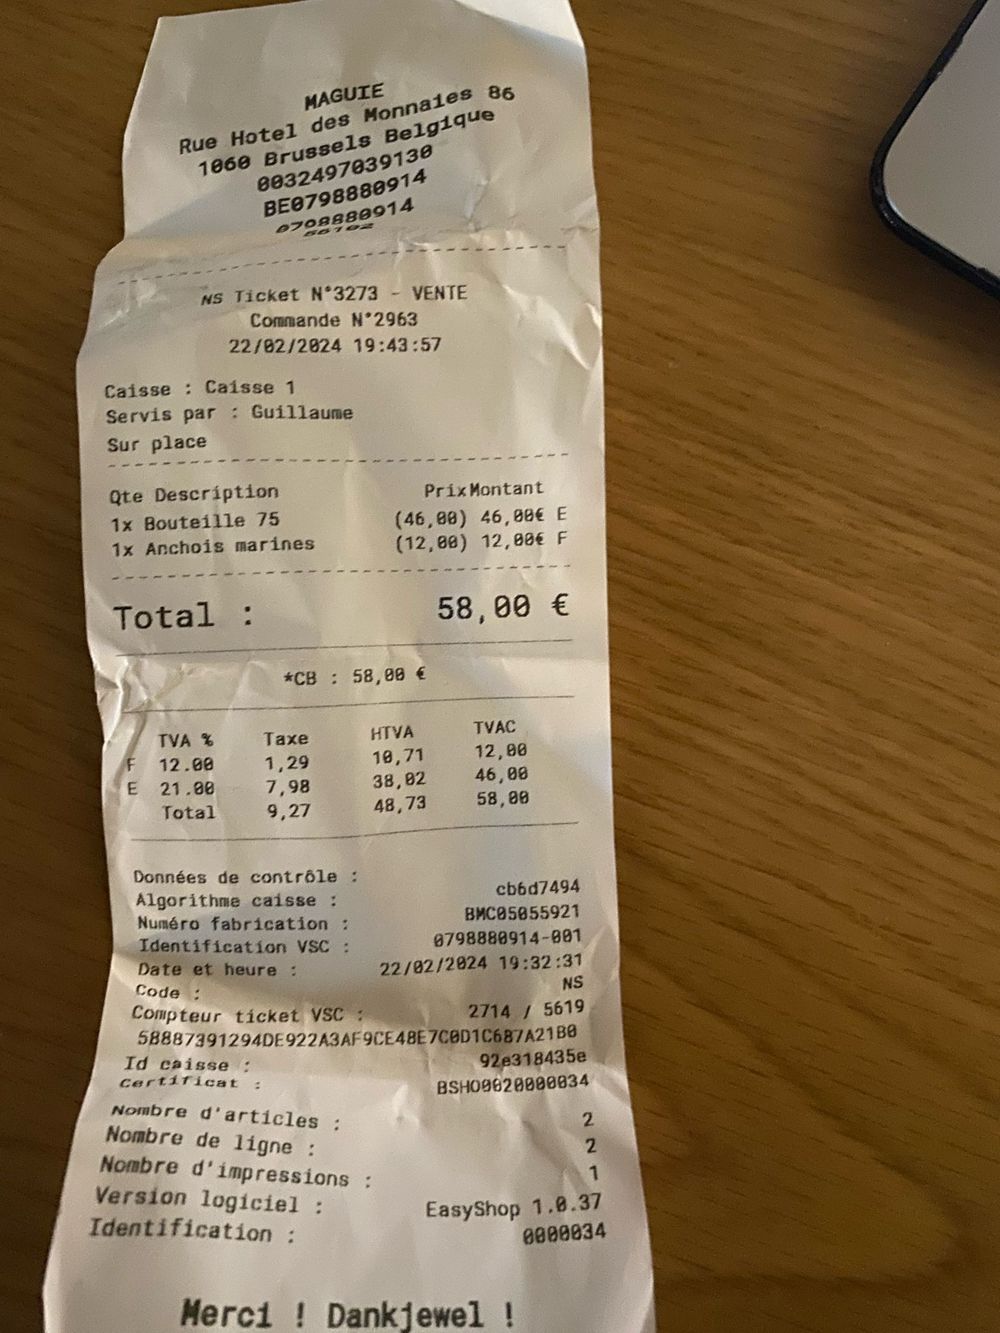 MAGUIE
Rue Hotel des Monnaies 86
1060 Brussels Belgique
0032497039130
BE0798880914
0798880914
NS Ticket N°3273 - VENTE
Commande N°2963
22/02/2024 19:43:57
Caisse : Caisse 1
Servis par : Guillaume
Sur place
Qte Description Prix Montant
1x Bouteille 75 (46,00) 46,00€ E
1x Anchois marines (12,00) 12,00€ F
Total : 58,00 €
*CB : 58,00 €
TVA % Taxe HTVA TVAC
F 12.00 1,29 10,71 12,00
E 21.00 7,98 38,02 46,00
Total 9,27 48,73 58,00
Données de contrôle :
Algorithme caisse : cb6d7494
Numéro fabrication : BMC05055921
Identification VSC : 0798880914-001
Date et heure : 22/02/2024 19:32:31
Code : NS
Compteur ticket VSC : 2714 / 5619
58887391294DE922A3AF9CE48E7C0D1C687A21B0
Id caisse : 92e318435e
Certificat : BSHO0020000034
Nombre d'articles : 2
Nombre de ligne : 2
Nombre d'impressions : 1
Version logiciel : EasyShop 1.0.37
Identification : 0000034
Merci ! Dankjewel !